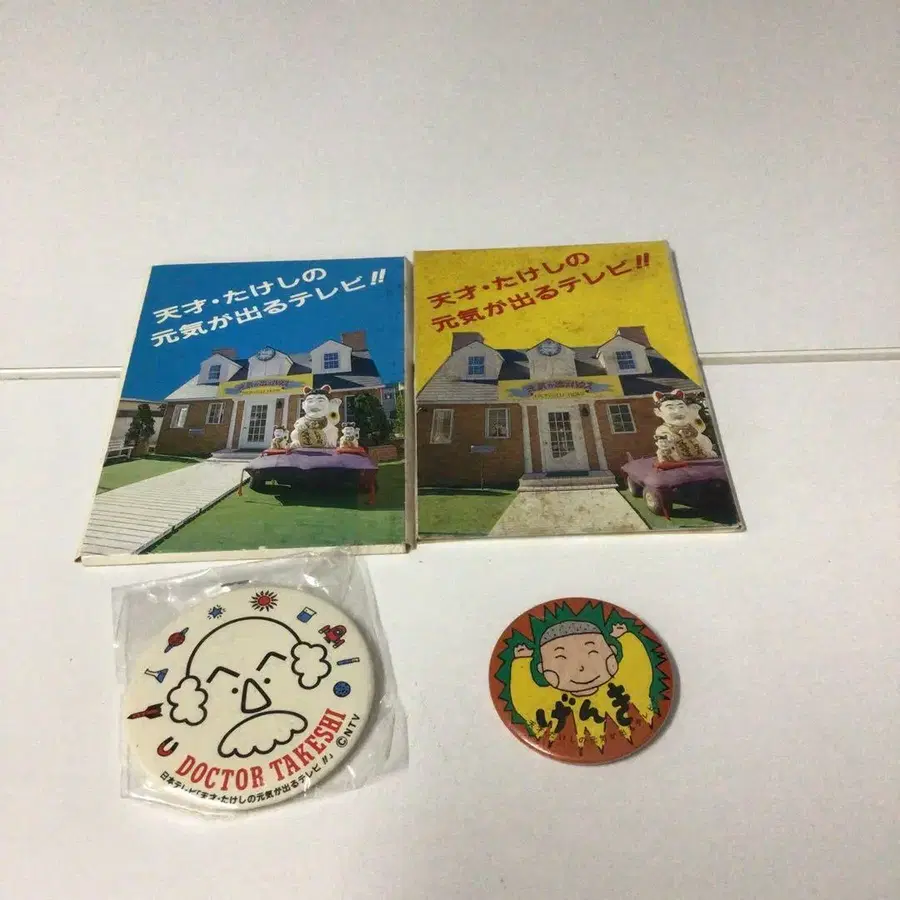 天才・たけしの
元気が出るテレビ!!
天才・たけしの
元気が出るテレビ!!
DOCTOR TAKESHI
©NTV
日本テレビ「天才・たけしの元気が出るテレビ!!」
げんき